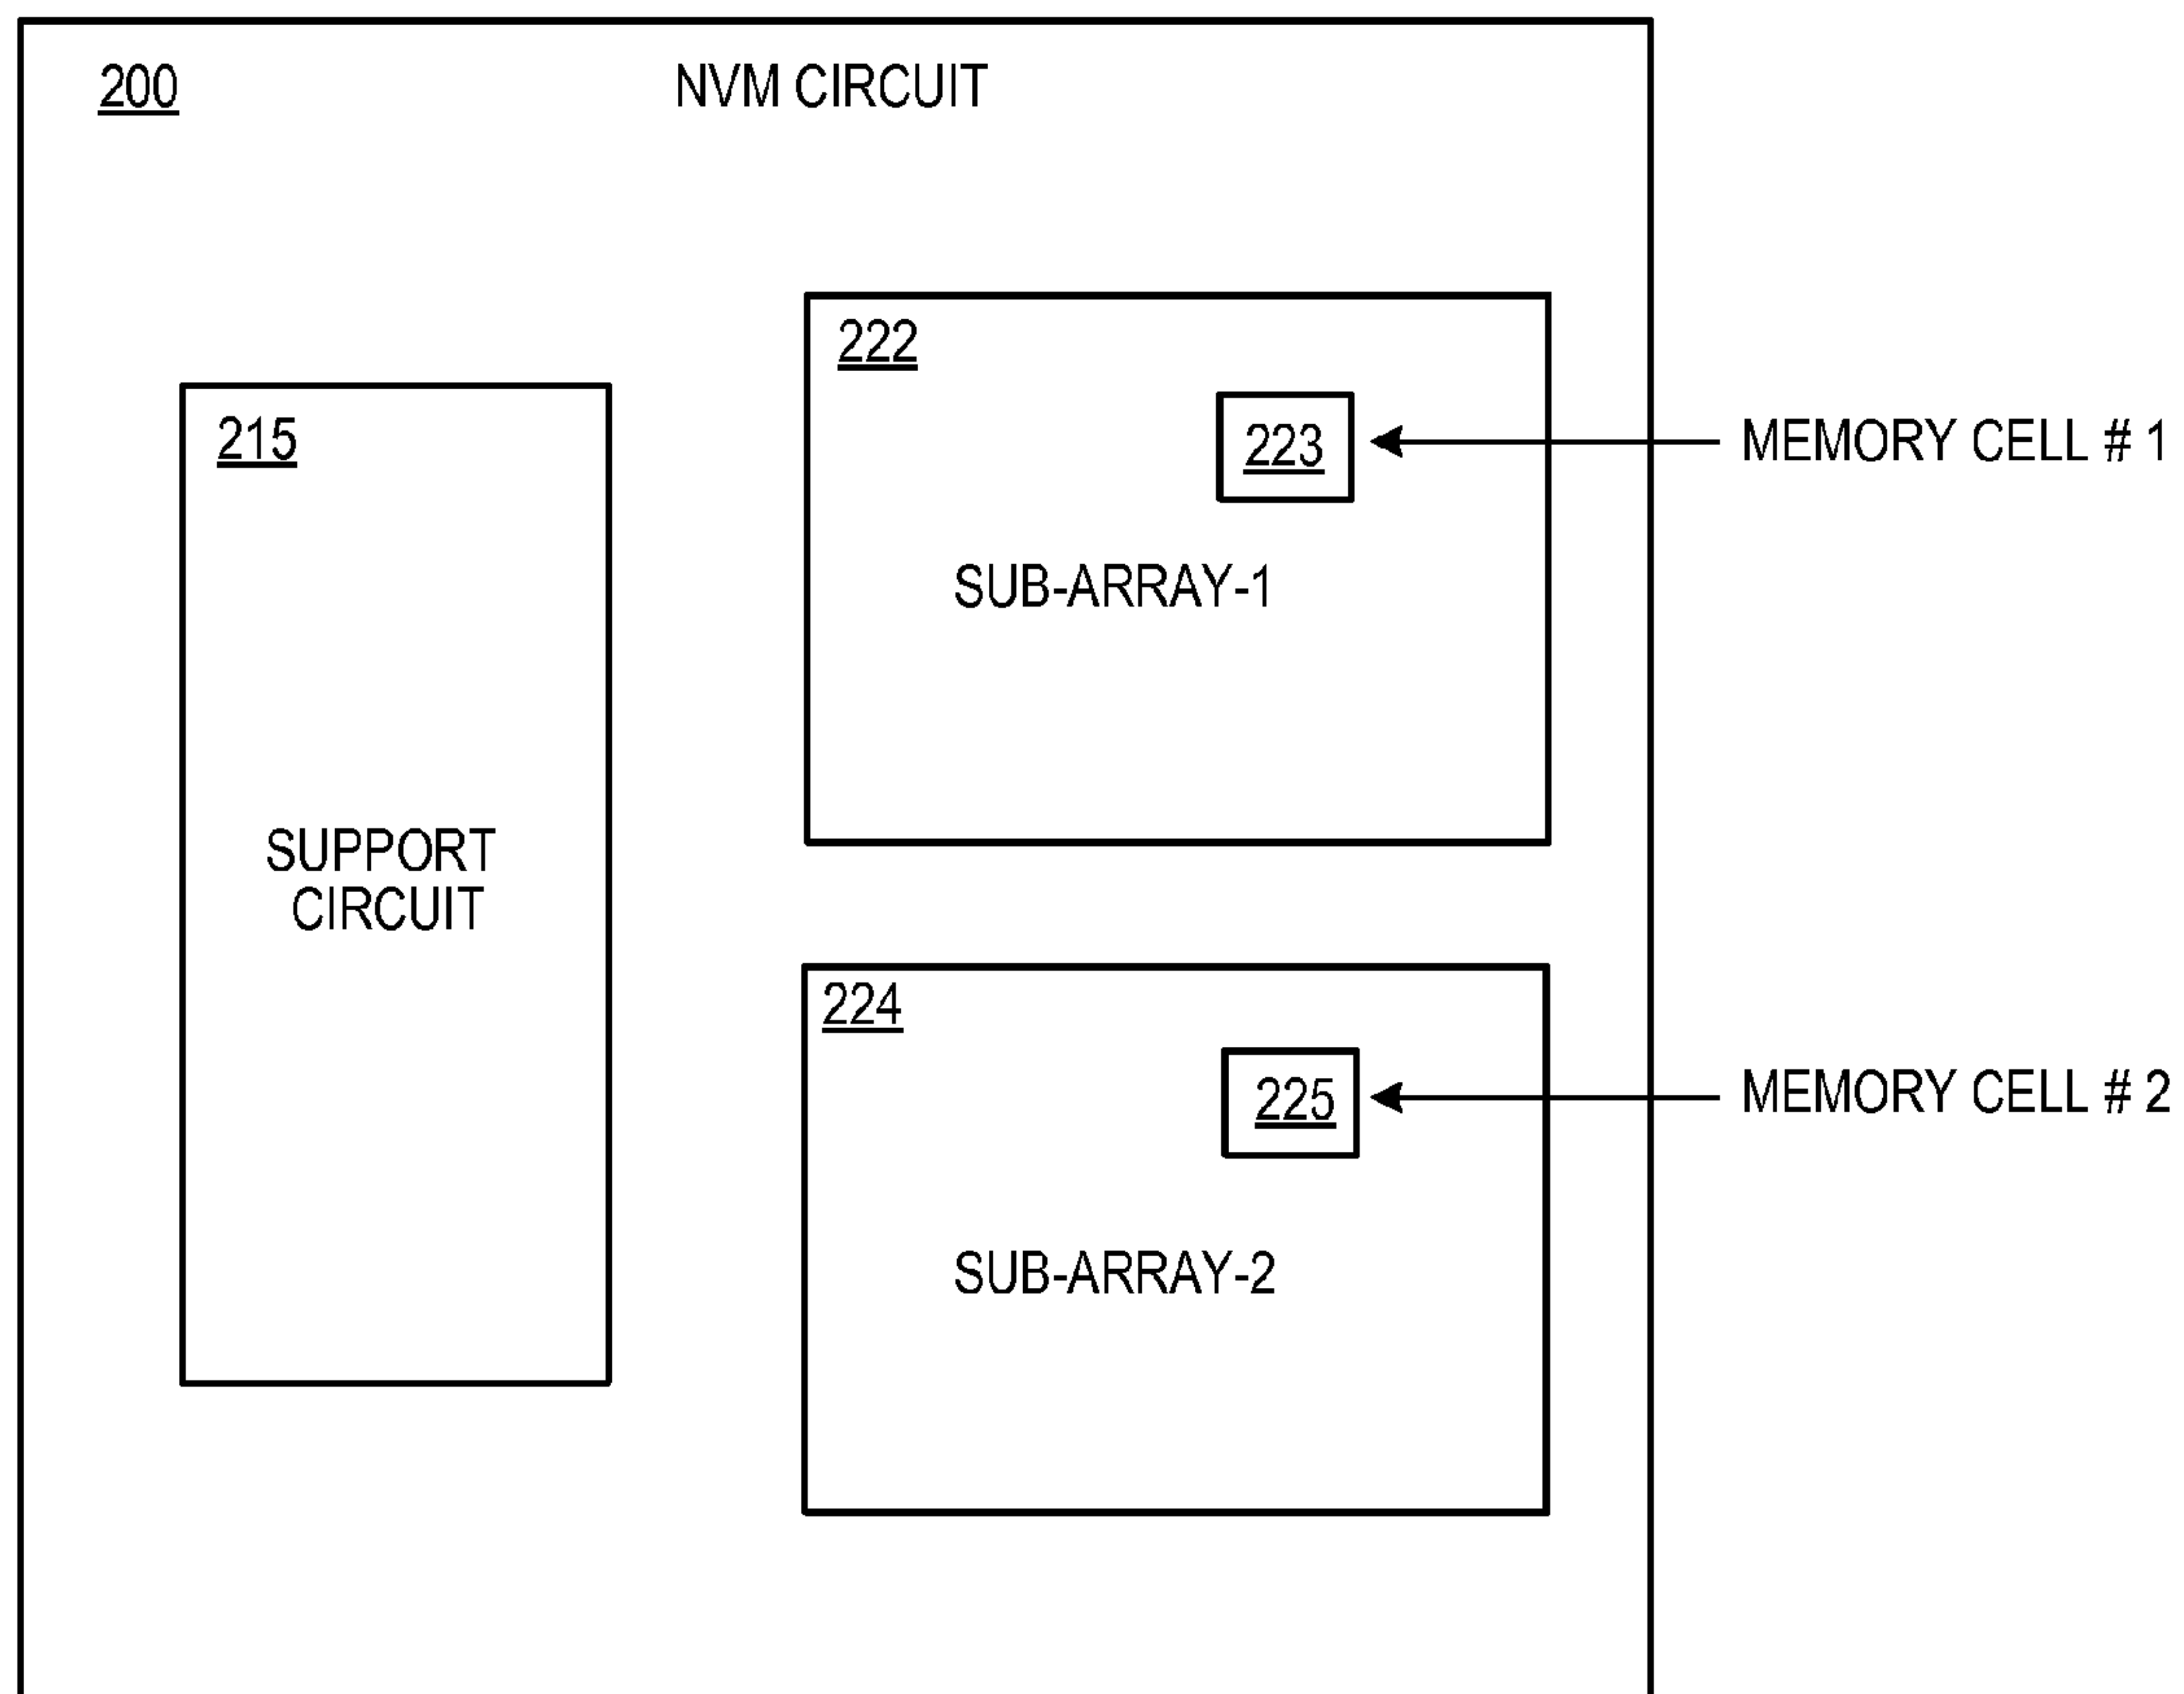 200
NVM CIRCUIT
222
215
223
MEMORY CELL # 1
SUB-ARRAY-1
SUPPORT
CIRCUIT
224
225
MEMORY CELL # 2
SUB-ARRAY-2